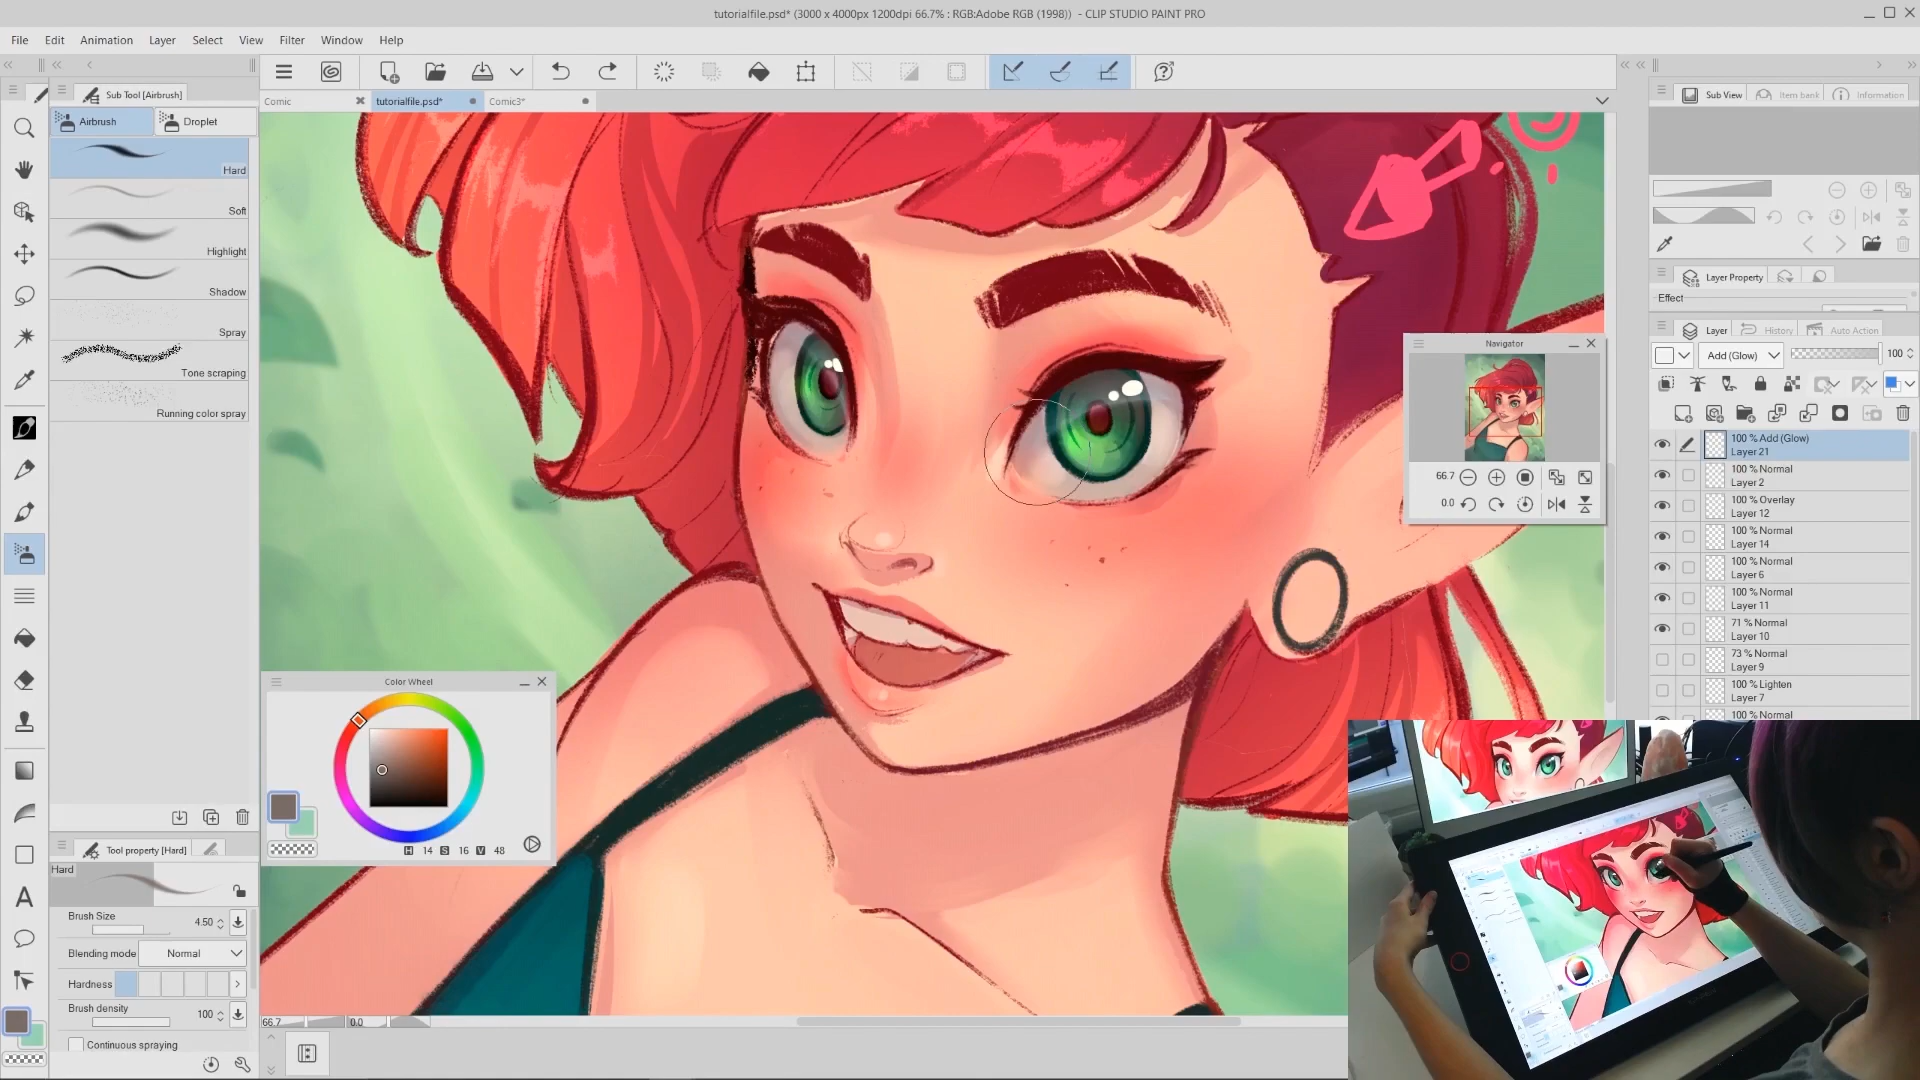 tutorialfile.psd* (3000 x 4000px 1200dpi 66.7% : RGB:Adobe RGB (1998)) - CLIP STUDIO PAINT PRO
File Edit Animation Layer Select View Filter Window Help
Sub Tool [Airbrush]
Airbrush Droplet
Hard
Soft
Highlight
Shadow
Spray
Tone scraping
Running color spray
Tool property [Hard]
Hard
Brush Size 4.50
Blending mode Normal
Hardness
Brush density 100
Continuous spraying
Comic tutorialfile.psd* Comic3*
Color Wheel
H 14 S 16 V 48
66.7 0.0
Navigator
66.7
0.0
Sub View Item bank Information
Layer Property
Effect
Layer History Auto Action
Add (Glow) 100
100 % Add (Glow)
Layer 21
100 % Normal
Layer 2
100 % Overlay
Layer 12
100 % Normal
Layer 14
100 % Normal
Layer 6
100 % Normal
Layer 11
71 % Normal
Layer 10
73 % Normal
Layer 9
100 % Lighten
Layer 7
100 % Normal